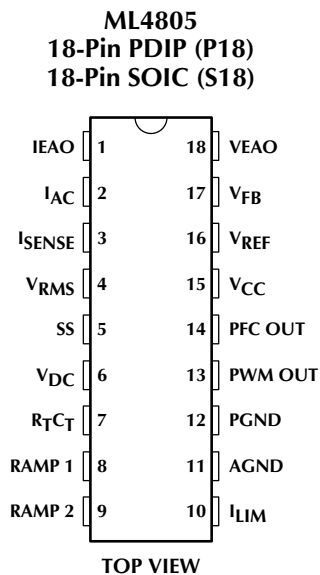 ML4805
18-Pin PDIP (P18)
18-Pin SOIC (S18)
IEAO 1 18 VEAO
IAC 2 17 VFB
ISENSE 3 16 VREF
VRMS 4 15 VCC
SS 5 14 PFC OUT
VDC 6 13 PWM OUT
RTCT 7 12 PGND
RAMP 1 8 11 AGND
RAMP 2 9 10 ILIM
TOP VIEW